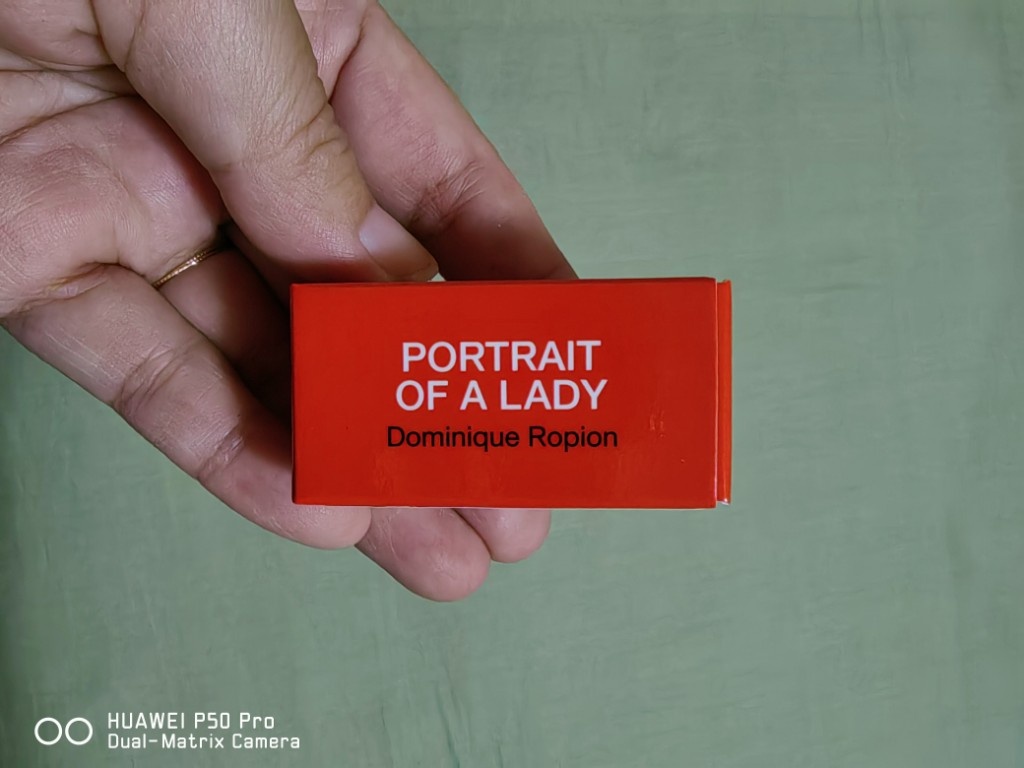 PORTRAIT
OF A LADY
Dominique Ropion
HUAWEI P50 Pro
Dual-Matrix Camera